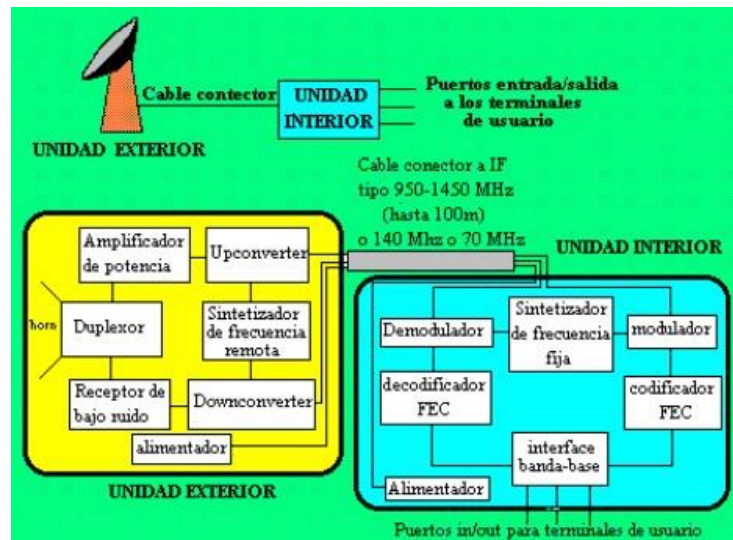 Cable contector
UNIDAD
INTERIOR
Puertos entrada/salida
a los terminales
de usuario
UNIDAD EXTERIOR
Cable conector a IF
tipo 950-1450 MHz
(hasta 100m)
o 140 Mhz o 70 MHz
UNIDAD INTERIOR
Amplificador
de potencia
Upconverter
horn
Duplexor
Sintetizador
de frecuencia
remota
Receptor de
bajo ruido
Downconverter
alimentador
UNIDAD EXTERIOR
Demodulador
Sintetizador
de frecuencia
fija
modulador
decodificador
FEC
codificador
FEC
interface
banda-base
Alimentador
Puertos in/out para terminales de usuario